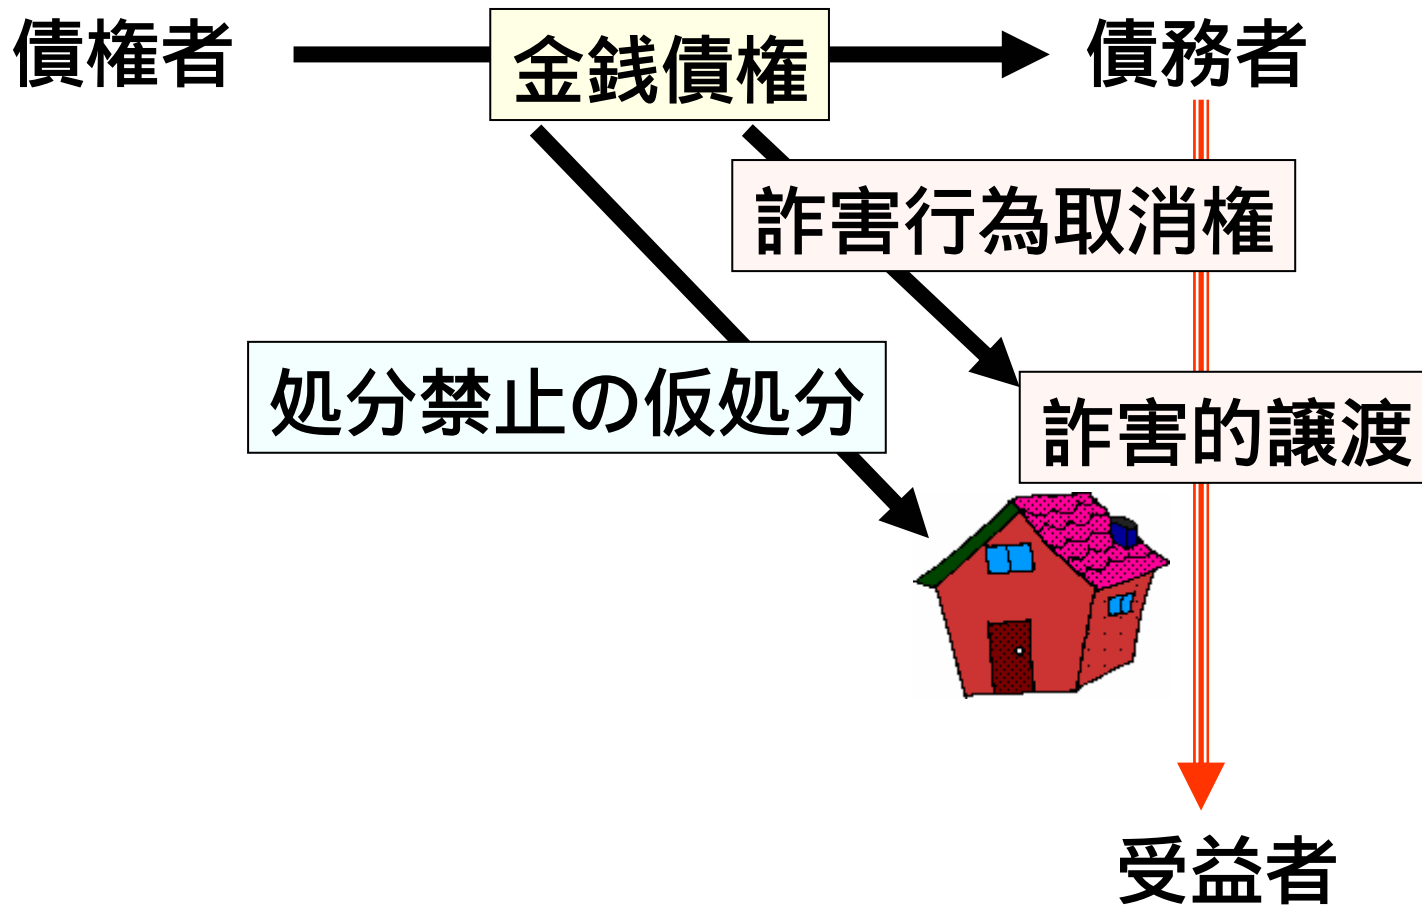 債権者
金銭債権
債務者
詐害行為取消権
処分禁止の仮処分
詐害的譲渡
受益者